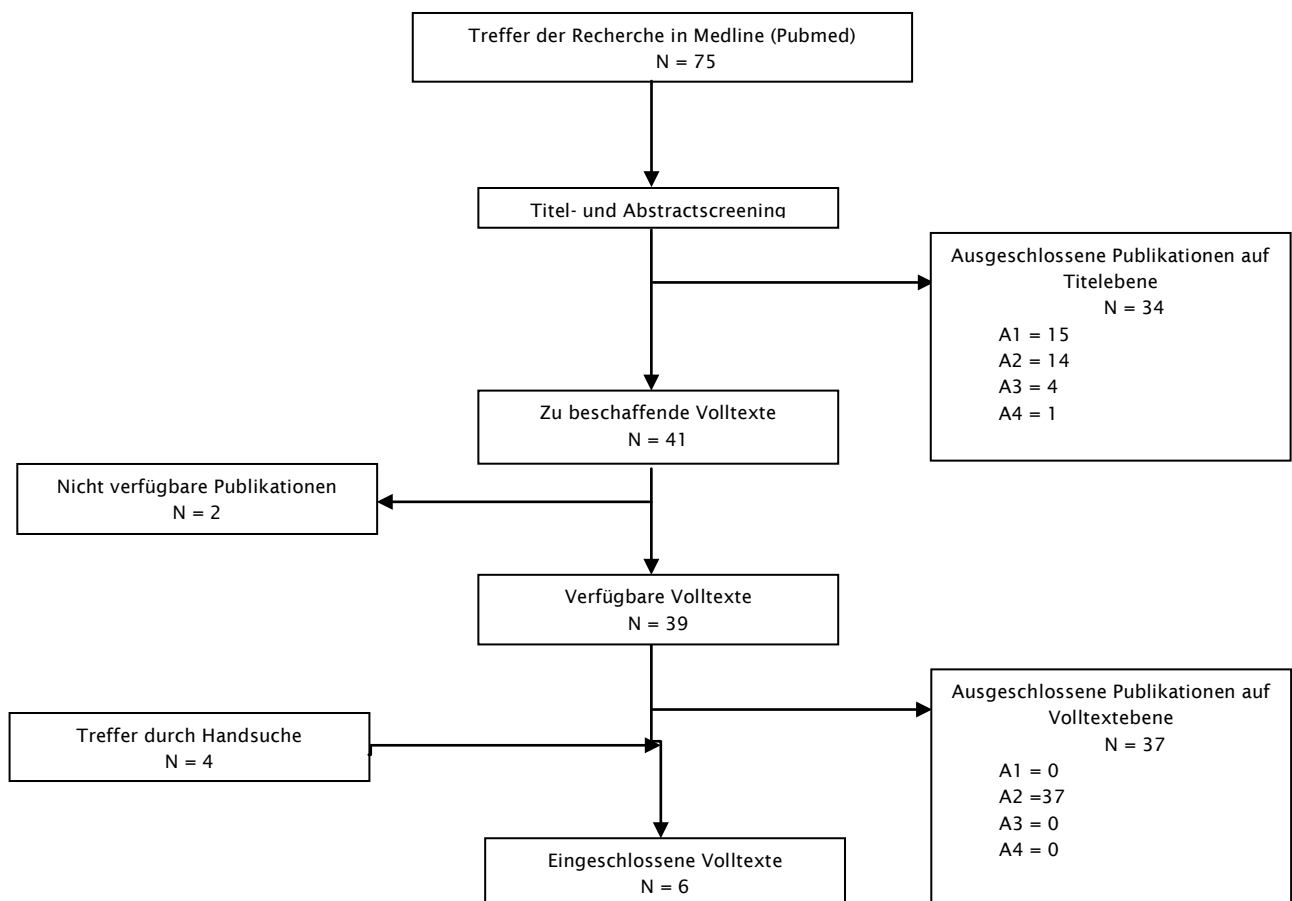 Treffer der Recherche in Medline (Pubmed)
N = 75
Titel- und Abstractscreening
Ausgeschlossene Publikationen auf
Titelebene
N = 34
A1 = 15
A2 = 14
A3 = 4
A4 = 1
Zu beschaffende Volltexte
N = 41
Nicht verfügbare Publikationen
N = 2
Verfügbare Volltexte
N = 39
Ausgeschlossene Publikationen auf
Volltextebene
N = 37
A1 = 0
A2 =37
A3 = 0
A4 = 0
Treffer durch Handsuche
N = 4
Eingeschlossene Volltexte
N = 6